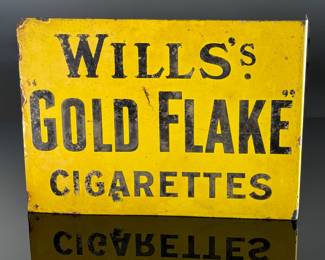 WILLS'S.
"GOLD FLAKE"
CIGARETTES